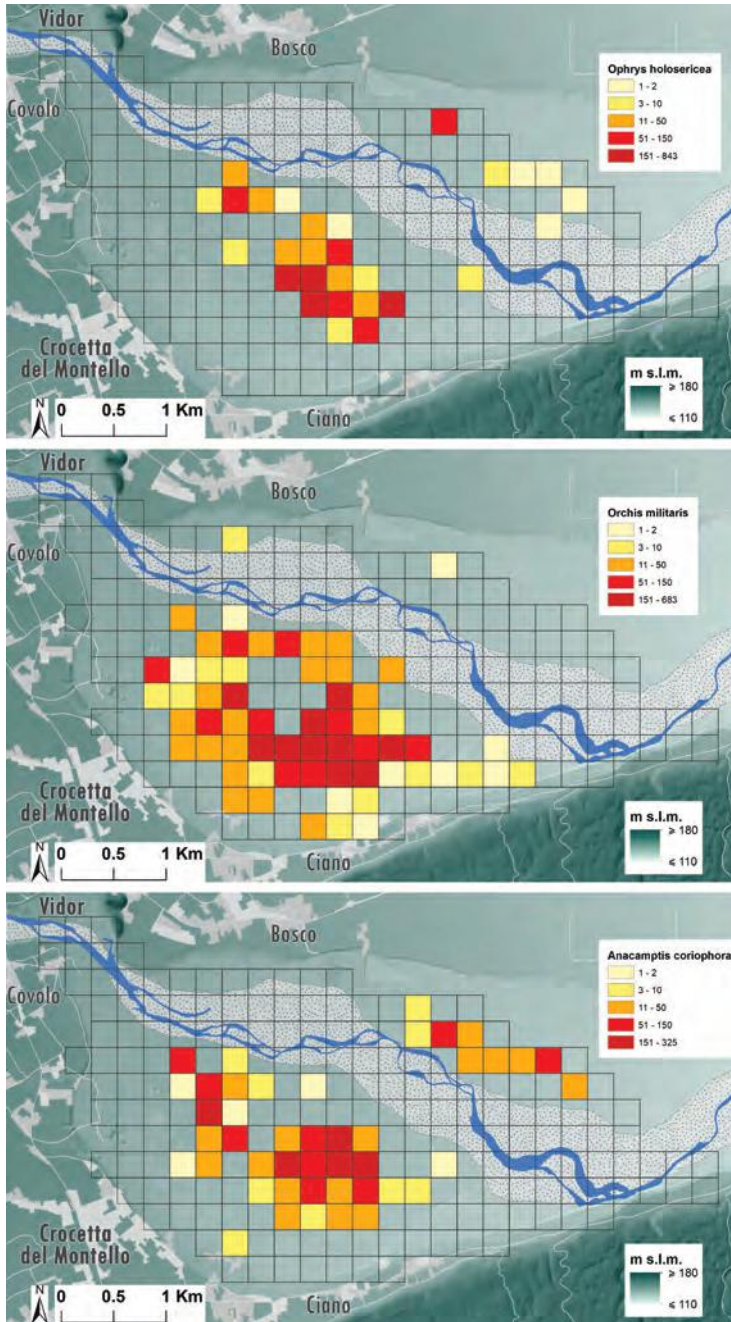 Vidor
Bosco
Covolo
Ophrys holosericea
1 - 2
3 - 10
11 - 50
51 - 150
151 - 843
Crocetta
del Montello
m s.l.m.
⩾ 180
⩽ 110
N
0 0.5 1 Km
Ciano
Vidor
Bosco
Covolo
Orchis militaris
1 - 2
3 - 10
11 - 50
51 - 150
151 - 683
Crocetta
del Montello
m s.l.m.
⩾ 180
⩽ 110
N
0 0.5 1 Km
Ciano
Vidor
Bosco
Covolo
Anacamptis coriophora
1 - 2
3 - 10
11 - 50
51 - 150
151 - 325
Crocetta
del Montello
m s.l.m.
⩾ 180
⩽ 110
N
0 0.5 1 Km
Ciano